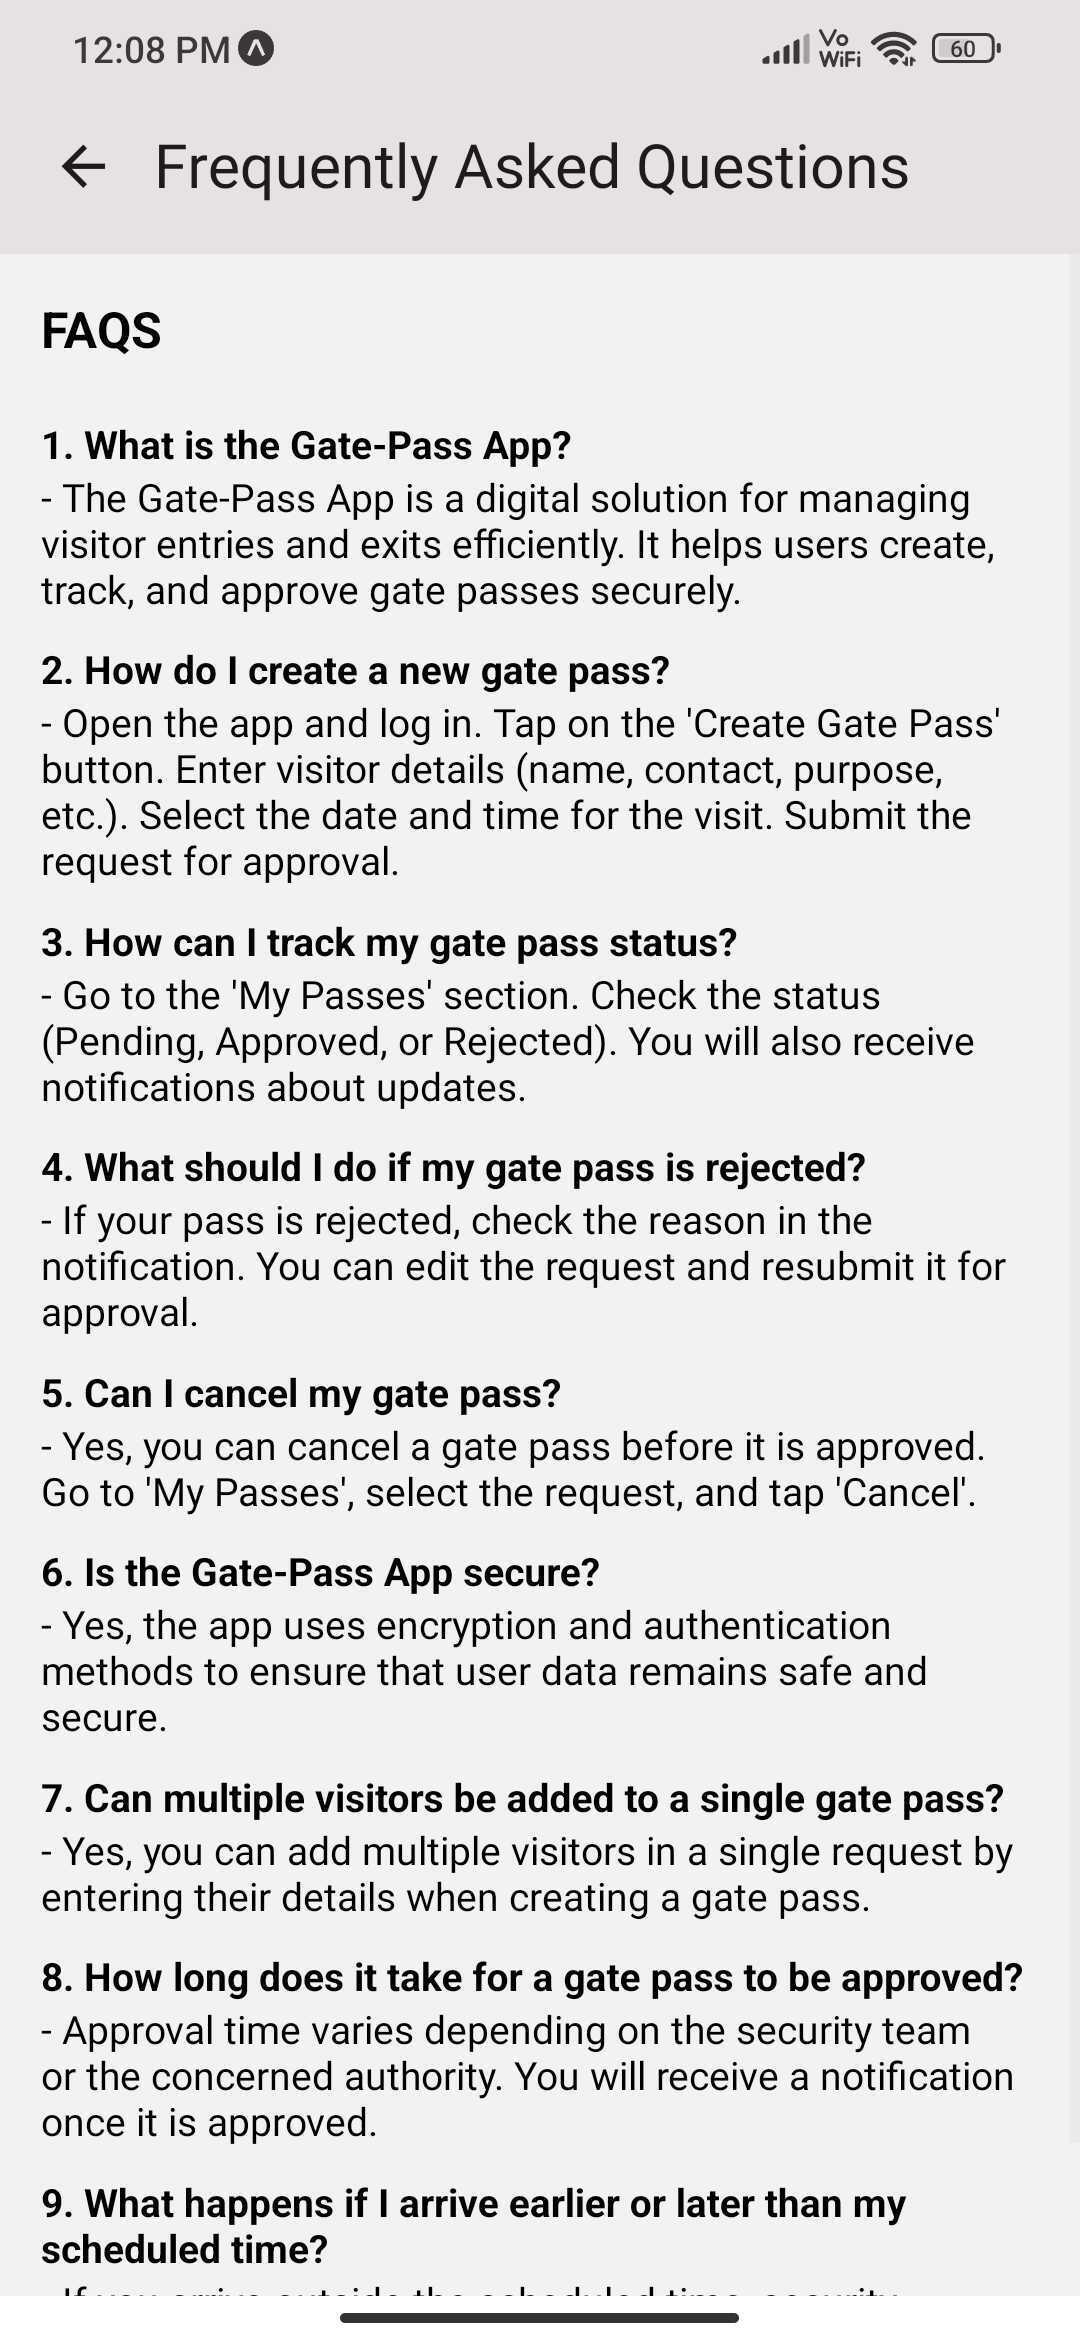 12:08 PM
Vo
WiFi
60
Frequently Asked Questions
FAQS
1. What is the Gate-Pass App?
- The Gate-Pass App is a digital solution for managing
visitor entries and exits efficiently. It helps users create,
track, and approve gate passes securely.
2. How do I create a new gate pass?
- Open the app and log in. Tap on the 'Create Gate Pass'
button. Enter visitor details (name, contact, purpose,
etc.). Select the date and time for the visit. Submit the
request for approval.
3. How can I track my gate pass status?
- Go to the 'My Passes' section. Check the status
(Pending, Approved, or Rejected). You will also receive
notifications about updates.
4. What should I do if my gate pass is rejected?
- If your pass is rejected, check the reason in the
notification. You can edit the request and resubmit it for
approval.
5. Can I cancel my gate pass?
- Yes, you can cancel a gate pass before it is approved.
Go to 'My Passes', select the request, and tap 'Cancel'.
6. Is the Gate-Pass App secure?
- Yes, the app uses encryption and authentication
methods to ensure that user data remains safe and
secure.
7. Can multiple visitors be added to a single gate pass?
- Yes, you can add multiple visitors in a single request by
entering their details when creating a gate pass.
8. How long does it take for a gate pass to be approved?
- Approval time varies depending on the security team
or the concerned authority. You will receive a notification
once it is approved.
9. What happens if I arrive earlier or later than my
scheduled time?